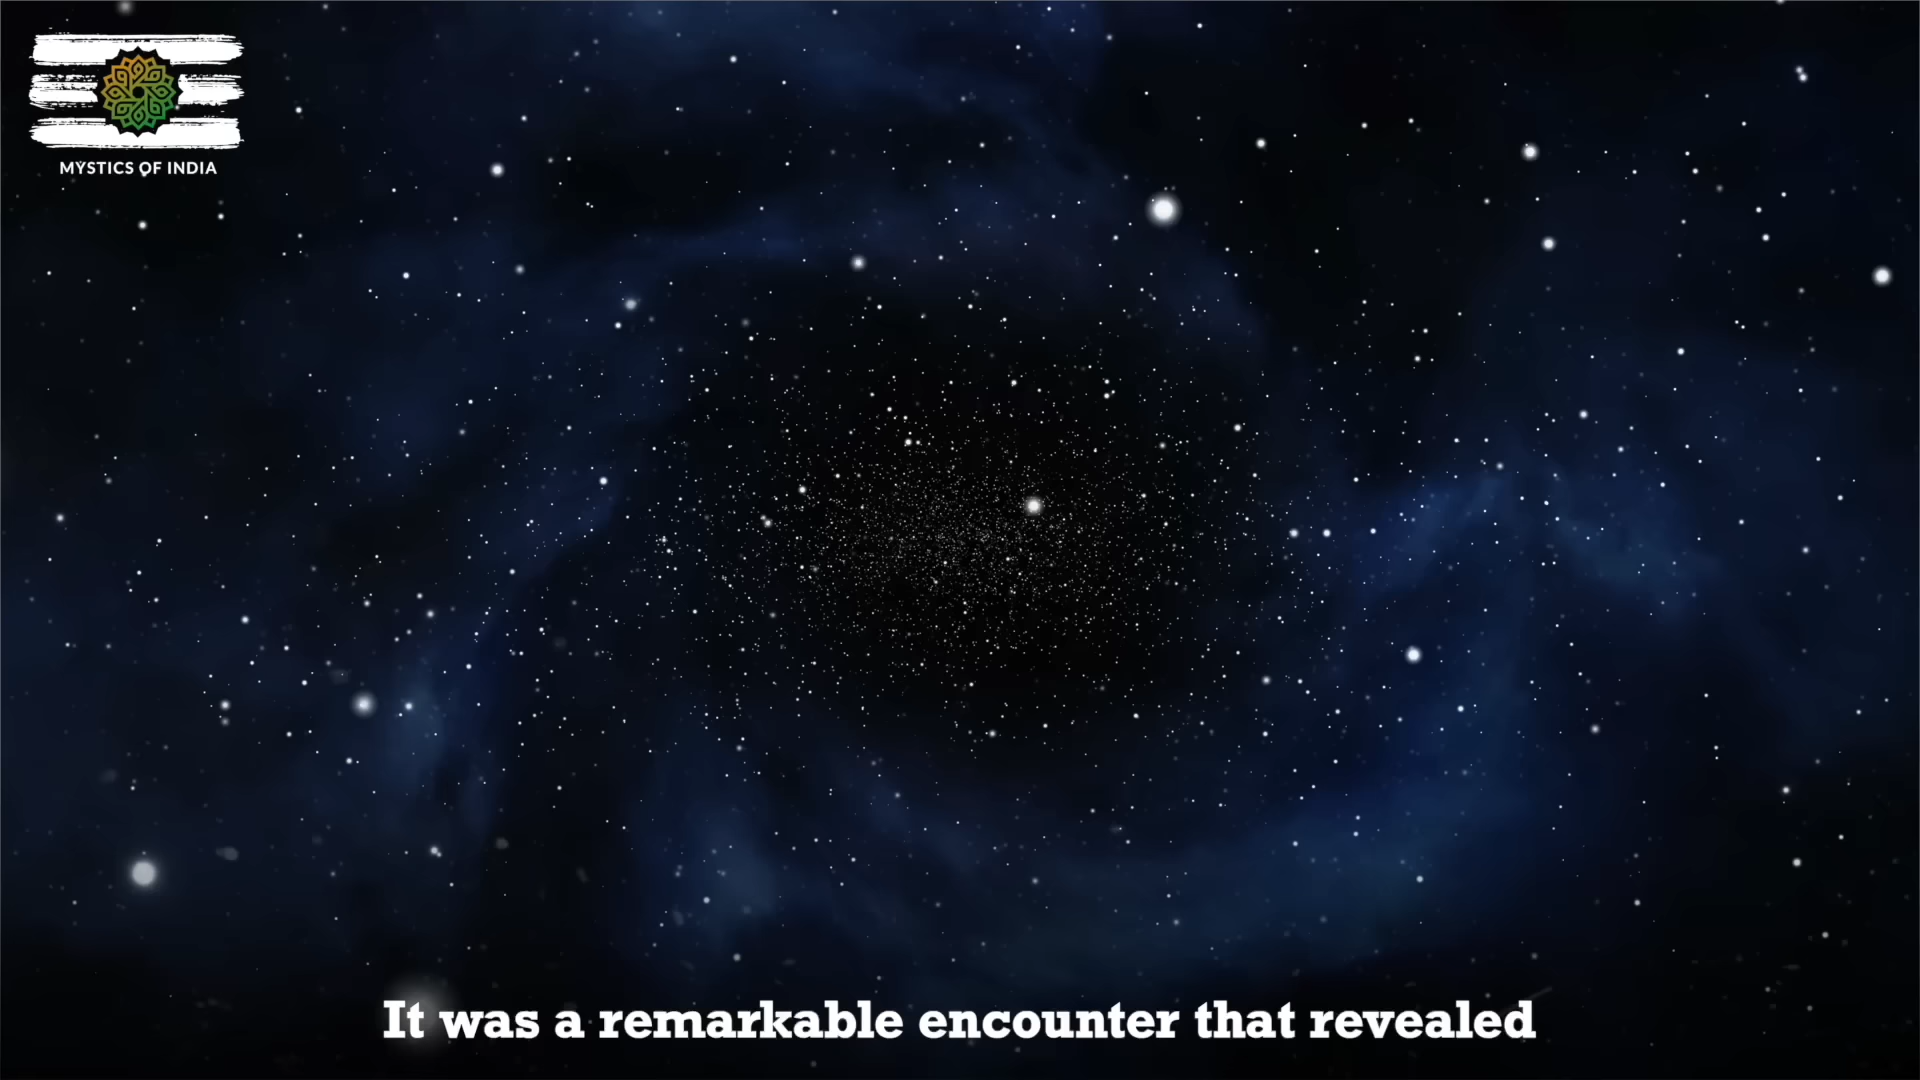 MYSTICS OF INDIA
It was a remarkable encounter that revealed